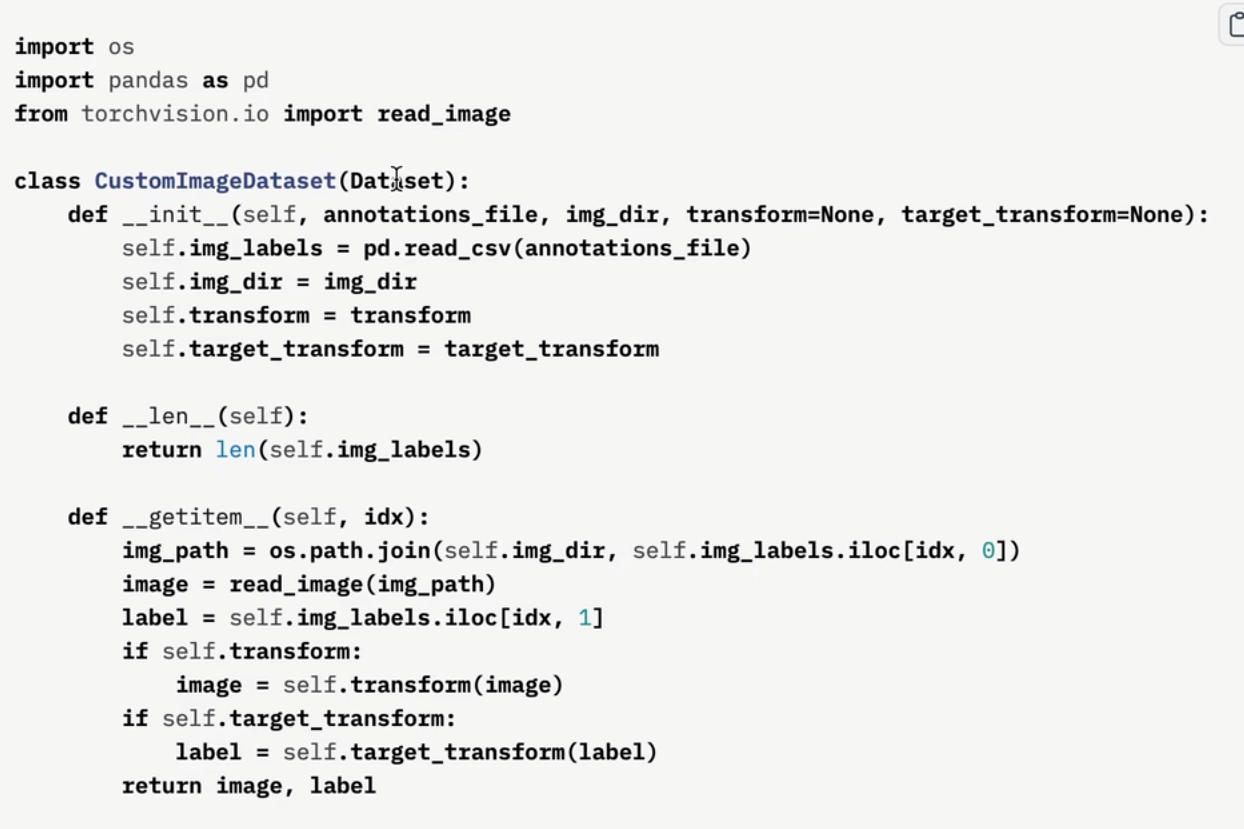 import os
import pandas as pd
from torchvision.io import read_image
class CustomImageDataset(Dataset):
    def __init__(self, annotations_file, img_dir, transform=None, target_transform=None):
        self.img_labels = pd.read_csv(annotations_file)
        self.img_dir = img_dir
        self.transform = transform
        self.target_transform = target_transform
    def __len__(self):
        return len(self.img_labels)
    def __getitem__(self, idx):
        img_path = os.path.join(self.img_dir, self.img_labels.iloc[idx, 0])
        image = read_image(img_path)
        label = self.img_labels.iloc[idx, 1]
        if self.transform:
            image = self.transform(image)
        if self.target_transform:
            label = self.target_transform(label)
        return image, label